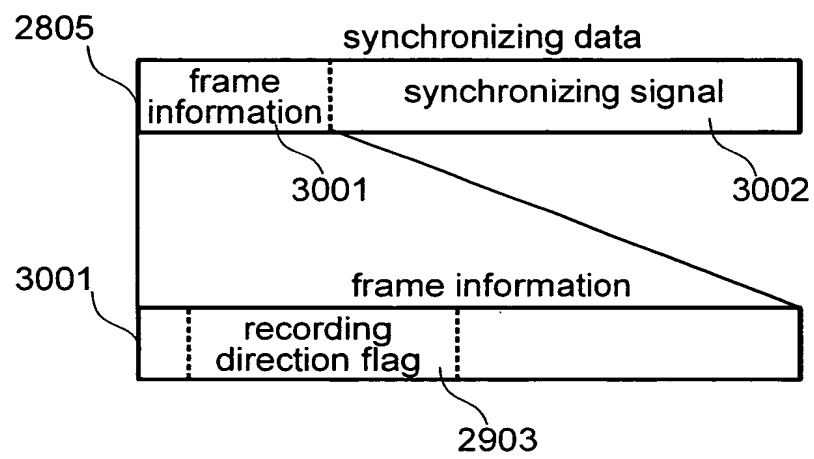 2805
synchronizing data
frame
information
synchronizing signal
3001
3002
3001
frame information
recording
direction flag
2903